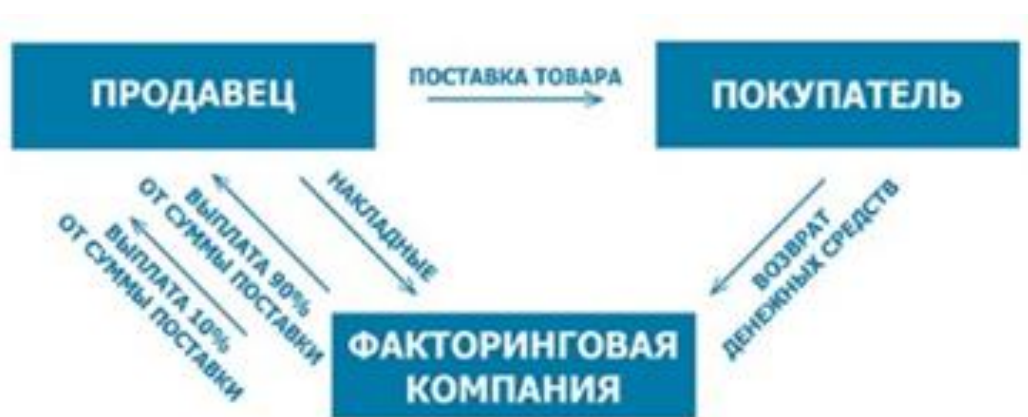 ПРОДАВЕЦ
ПОСТАВКА ТОВАРА
ПОКУПАТЕЛЬ
НАКЛАДНЫЕ
ВЫПЛАТА 90%
ОТ СУММЫ ПОСТАВКИ
ВЫПЛАТА 10%
ОТ СУММЫ ПОСТАВКИ
ВОЗВРАТ
ДЕНЕЖНЫХ СРЕДСТВ
ФАКТОРИНГОВАЯ
КОМПАНИЯ